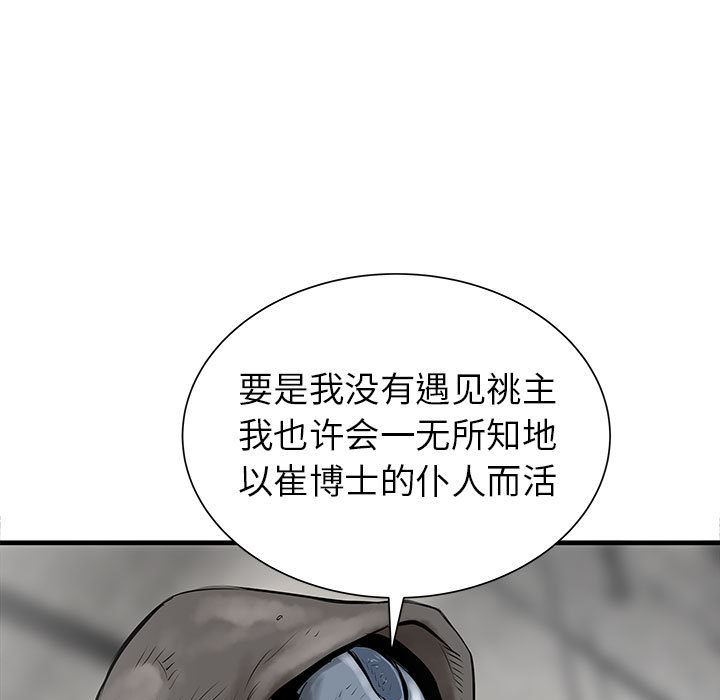 要是我没有遇见祧主
我也许会一无所知地
以崔博士的仆人而活